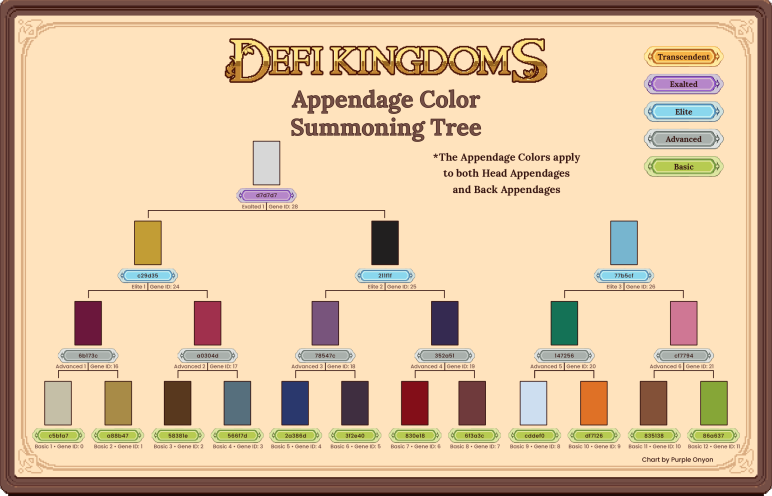 DEFI KINGDOMS
Appendage Color
Summoning Tree
*The Appendage Colors apply
to both Head Appendages
and Back Appendages
Transcendent
Exalted
Elite
Advanced
Basic
d7d7d7
Exalted 1 Gene ID: 28
c29d35
211f1f
77b5cf
Elite 1 Gene ID: 24
Elite 2 Gene ID: 25
Elite 3 Gene ID: 26
6b173c
a0304d
78547c
352a51
147256
cf7794
Advanced 1 Gene ID: 16
Advanced 2 Gene ID: 17
Advanced 3 Gene ID: 18
Advanced 4 Gene ID: 19
Advanced 5 Gene ID: 20
Advanced 6 Gene ID: 21
c5bfa7
a88b47
58381e
566f7d
2a386d
3f2e40
830e18
6f3a3c
cddef0
df7126
835138
86a637
Basic 1 • Gene ID: 0
Basic 2 • Gene ID: 1
Basic 3 • Gene ID: 2
Basic 4 • Gene ID: 3
Basic 5 • Gene ID: 4
Basic 6 • Gene ID: 5
Basic 7 • Gene ID: 6
Basic 8 • Gene ID: 7
Basic 9 • Gene ID: 8
Basic 10 • Gene ID: 9
Basic 11 • Gene ID: 10
Basic 12 • Gene ID: 11
Chart by Purple Onyon